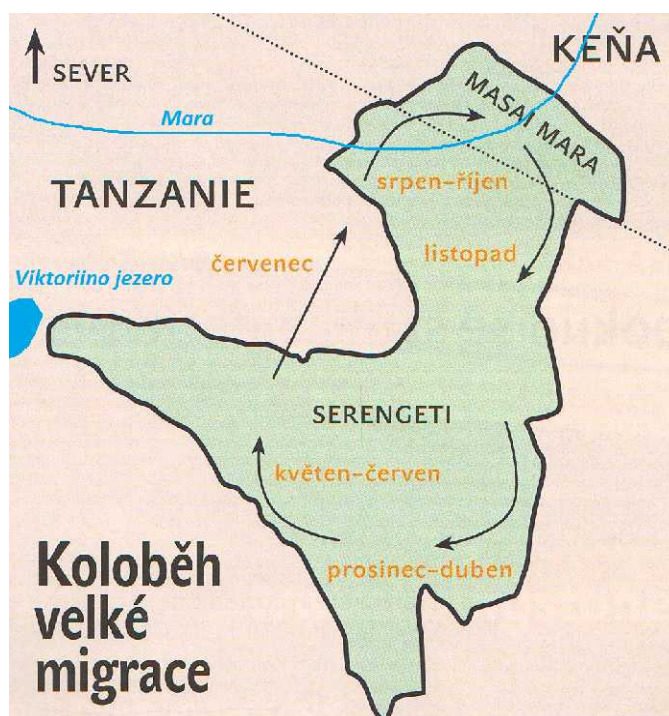 KEŇA
SEVER
MASAI MARA
Mara
TANZANIE
srpen–říjen
červenec
listopad
Viktoriino jezero
SERENGETI
květen–červen
prosinec–duben
Koloběh
velké
migrace